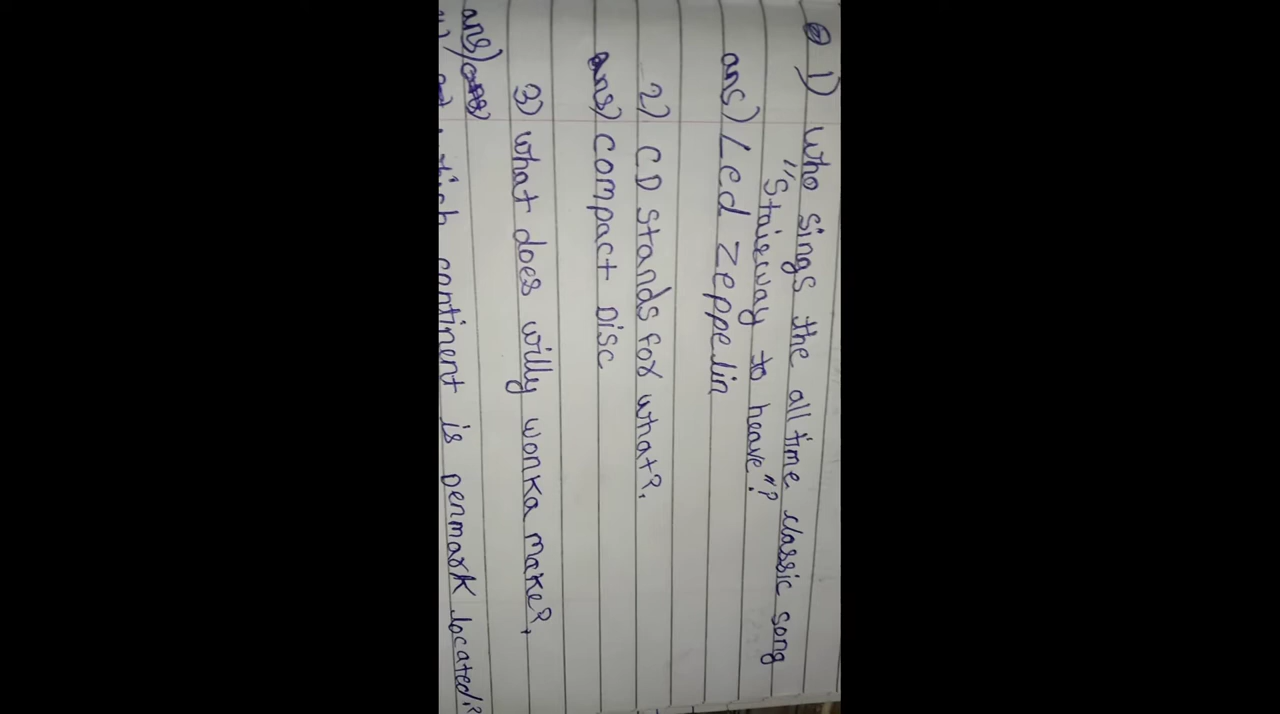 1) Who sings the all time classic song
"Stairway to heave"?
ans) Led Zeppelin
2) CD Stands for what?.
ans) Compact Disc
3) What does willy wonka make?.
ans)
continent is Denmark located?